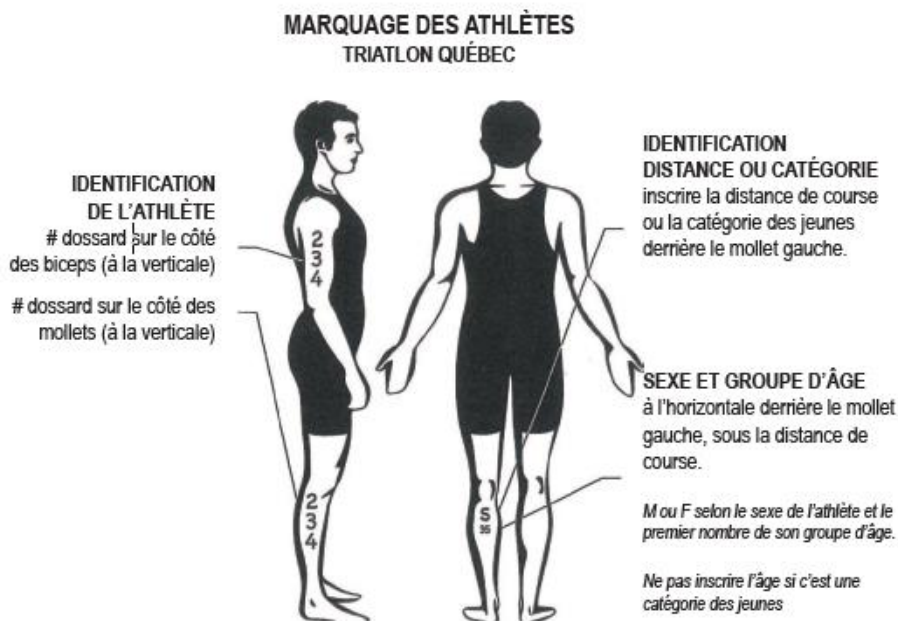 MARQUAGE DES ATHLÈTES
TRIATLON QUÉBEC
IDENTIFICATION
DE L'ATHLÈTE
# dossard sur le côté
des biceps (à la verticale)
# dossard sur le côté des
mollets (à la verticale)
2
3
4
2
3
4
IDENTIFICATION
DISTANCE OU CATÉGORIE
inscrire la distance de course
ou la catégorie des jeunes
derrière le mollet gauche.
SEXE ET GROUPE D'ÂGE
à l'horizontale derrière le mollet
gauche, sous la distance de
course.
M ou F selon le sexe de l'athlète et le
premier nombre de son groupe d'âge.
Ne pas inscrire l'âge si c'est une
catégorie des jeunes
S